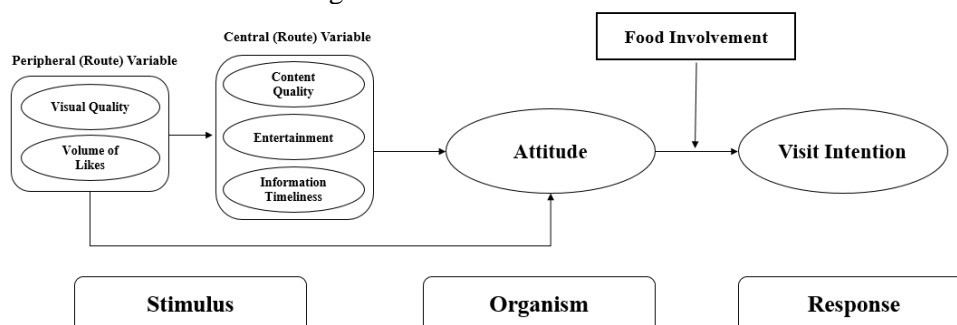 Central (Route) Variable
Food Involvement
Peripheral (Route) Variable
Content
Quality
Visual Quality
Entertainment
Attitude
Visit Intention
Volume of
Likes
Information
Timeliness
Stimulus
Organism
Response